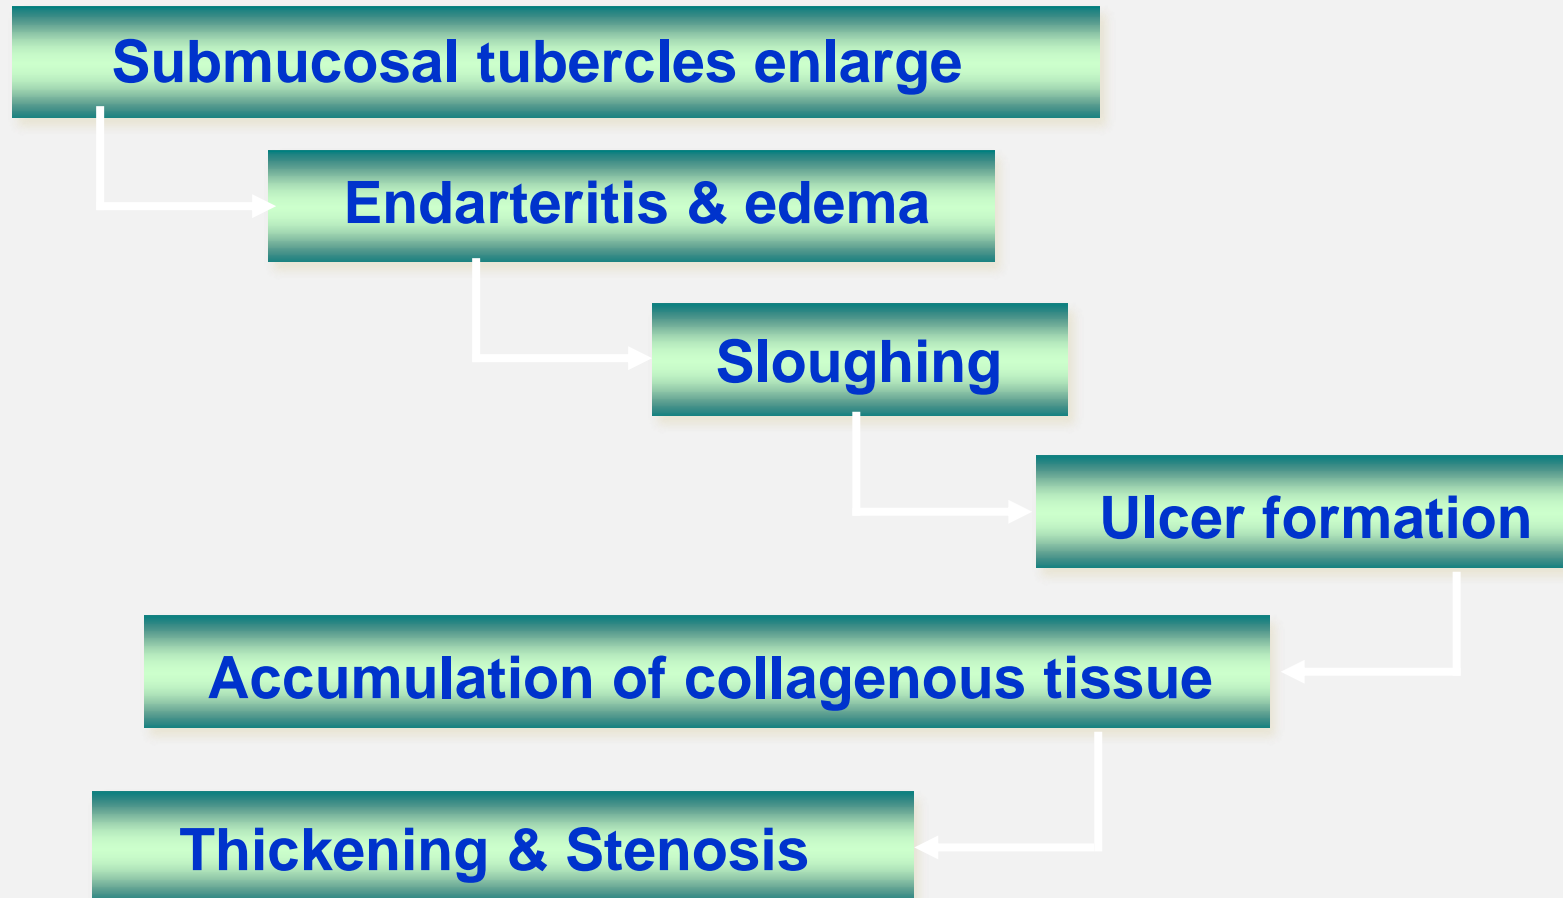 Submucosal tubercles enlarge
Endarteritis & edema
Sloughing
Ulcer formation
Accumulation of collagenous tissue
Thickening & Stenosis